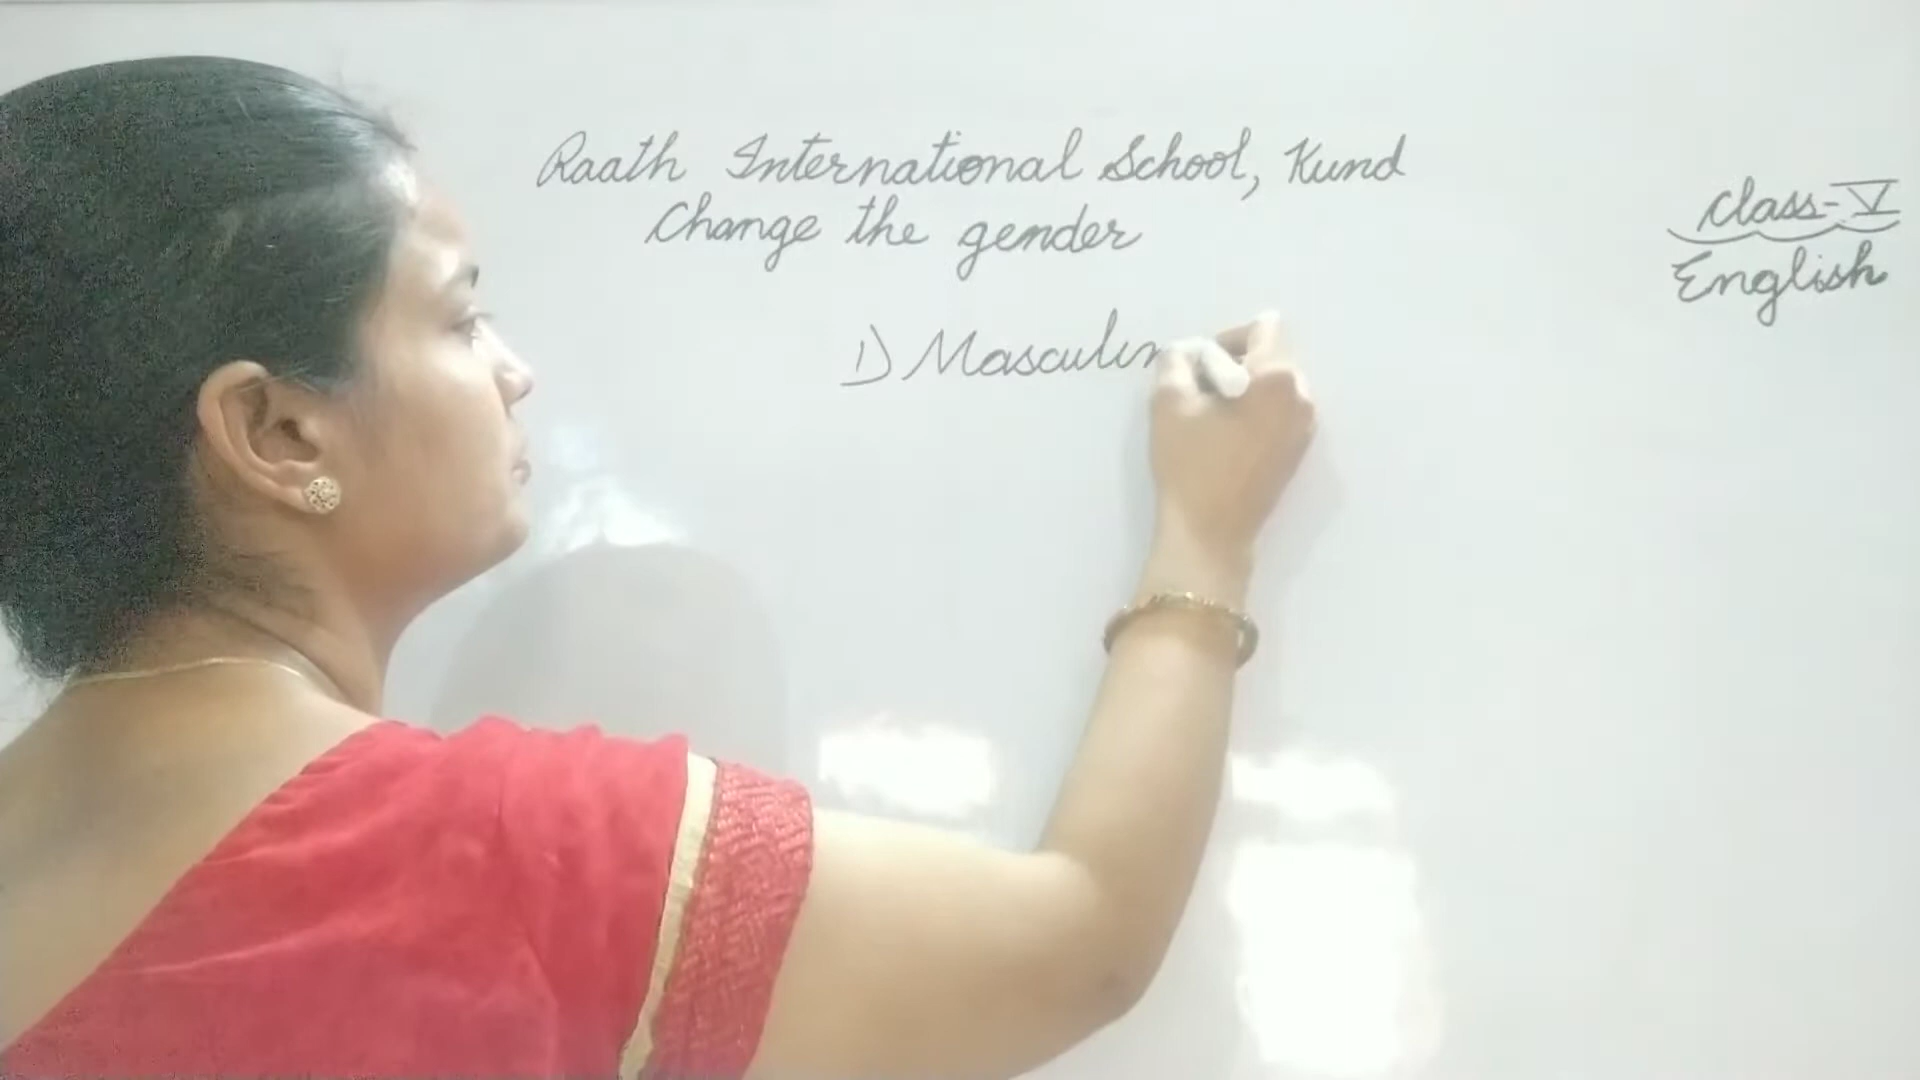 Raath International School, Kund
Change the gender
Class-V
English
1) Masculin